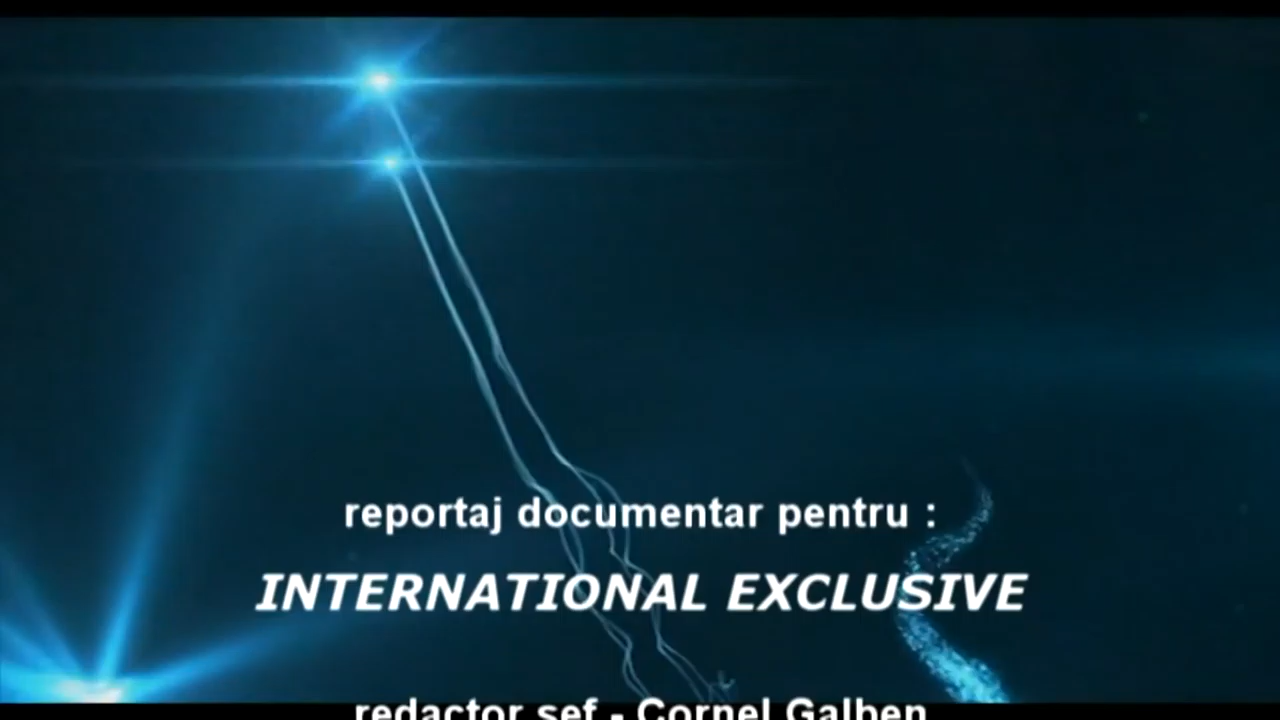 reportaj documentar pentru :
INTERNATIONAL EXCLUSIVE
redactor sef - Cornel Galben